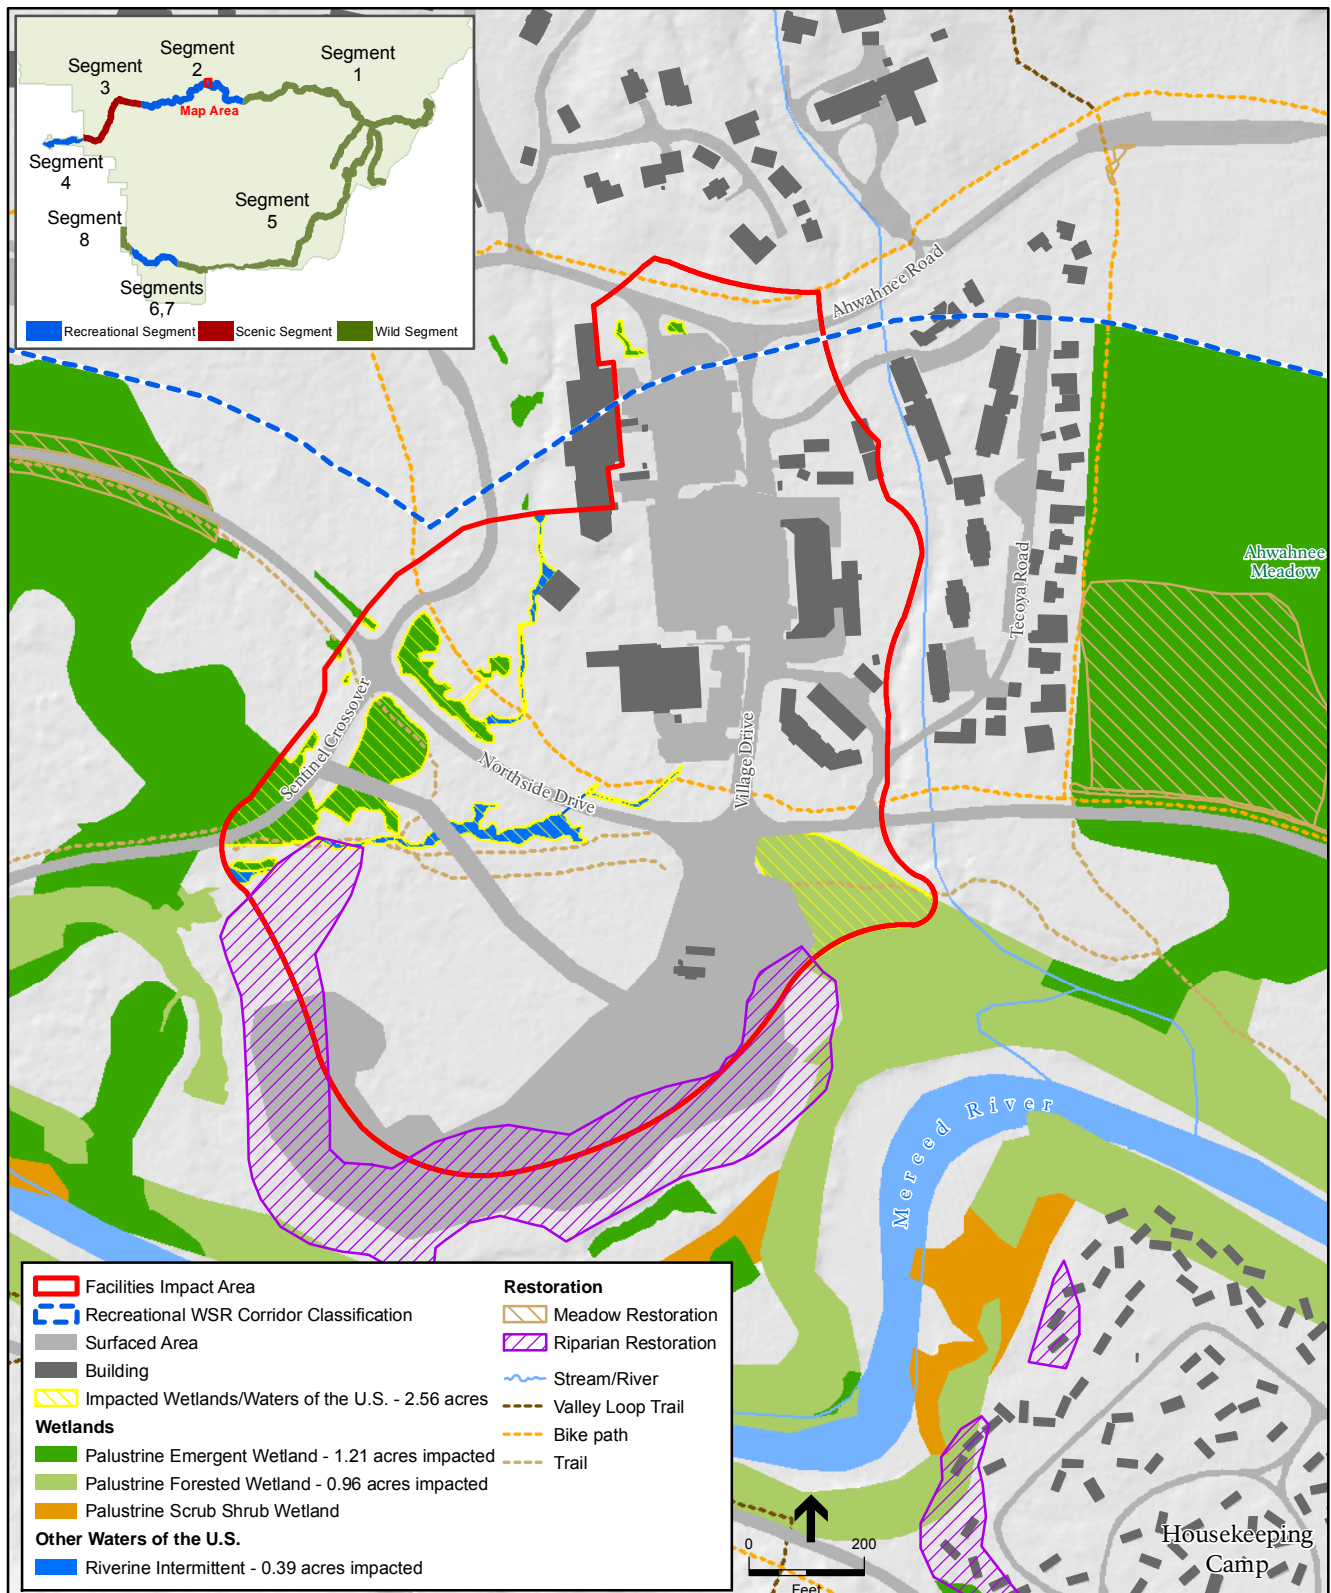 Segment
1
Segment
2
Segment
3
Map Area
Segment
4
Segment
5
Segment
8
Segments
6,7
Recreational Segment
Scenic Segment
Wild Segment
Ahwahnee Road
Ahwahnee
Meadow
Tecoya Road
Sentinel Crossover
Northside Drive
Village Drive
Merced River
Housekeeping
Camp
Facilities Impact Area
Recreational WSR Corridor Classification
Surfaced Area
Building
Impacted Wetlands/Waters of the U.S. - 2.56 acres
Wetlands
Palustrine Emergent Wetland - 1.21 acres impacted
Palustrine Forested Wetland - 0.96 acres impacted
Palustrine Scrub Shrub Wetland
Other Waters of the U.S.
Riverine Intermittent - 0.39 acres impacted
Restoration
Meadow Restoration
Riparian Restoration
Stream/River
Valley Loop Trail
Bike path
Trail
0 200
Feet